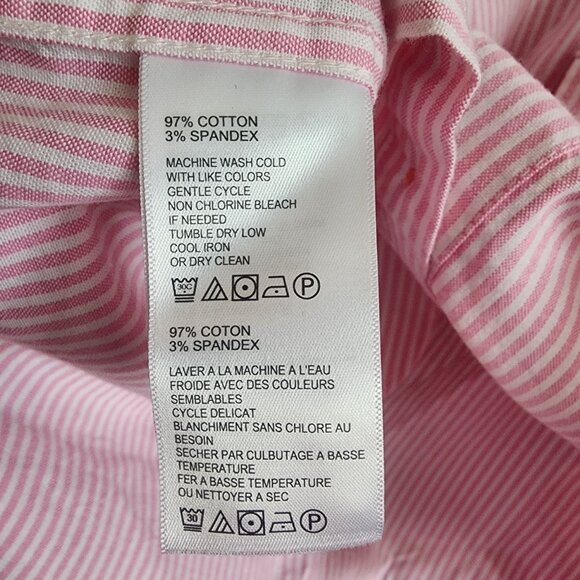 97% COTTON
3% SPANDEX
MACHINE WASH COLD
WITH LIKE COLORS
GENTLE CYCLE
NON CHLORINE BLEACH
IF NEEDED
TUMBLE DRY LOW
COOL IRON
OR DRY CLEAN
30C P
97% COTON
3% SPANDEX
LAVER A LA MACHINE A L'EAU
FROIDE AVEC DES COULEURS
SEMBLABLES
CYCLE DELICAT
BLANCHIMENT SANS CHLORE AU
BESOIN
SECHER PAR CULBUTAGE A BASSE
TEMPERATURE
FER A BASSE TEMPERATURE
OU NETTOYER A SEC
30 P